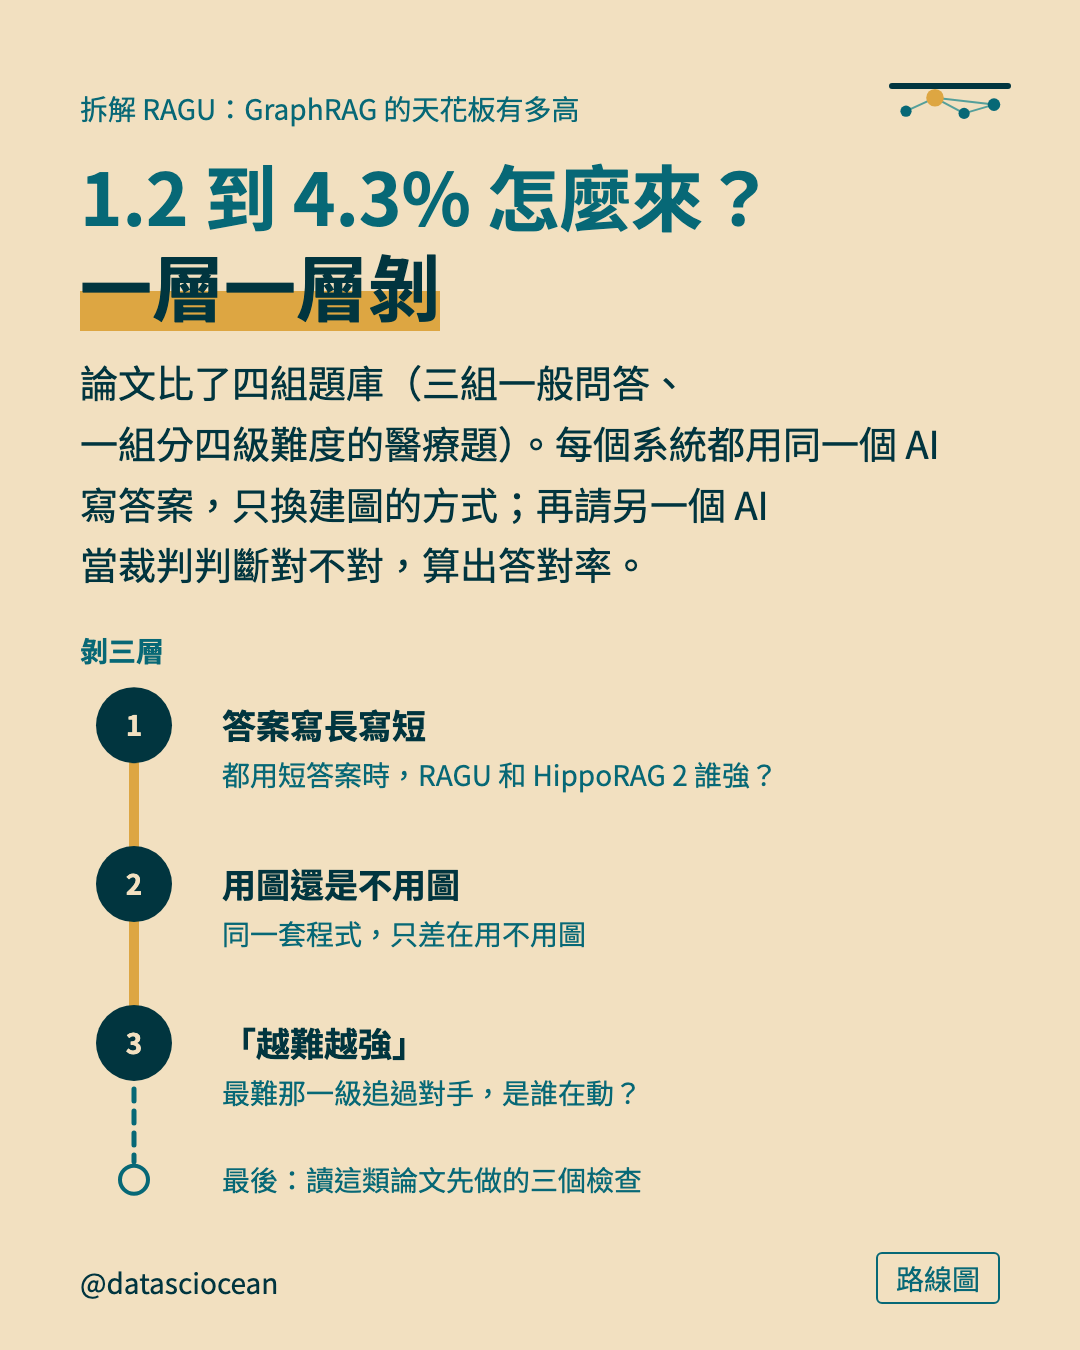 拆解 RAGU：GraphRAG 的天花板有多高
1.2 到 4.3% 怎麼來？
一層一層剝
論文比了四組題庫（三組一般問答、
一組分四級難度的醫療題）。每個系統都用同一個 AI
寫答案，只換建圖的方式；再請另一個 AI
當裁判判斷對不對，算出答對率。
剝三層
1
答案寫長寫短
都用短答案時，RAGU 和 HippoRAG 2 誰強？
2
用圖還是不用圖
同一套程式，只差在用不用圖
3
「越難越強」
最難那一級追過對手，是誰在動？
最後：讀這類論文先做的三個檢查
@datasciocean
路線圖